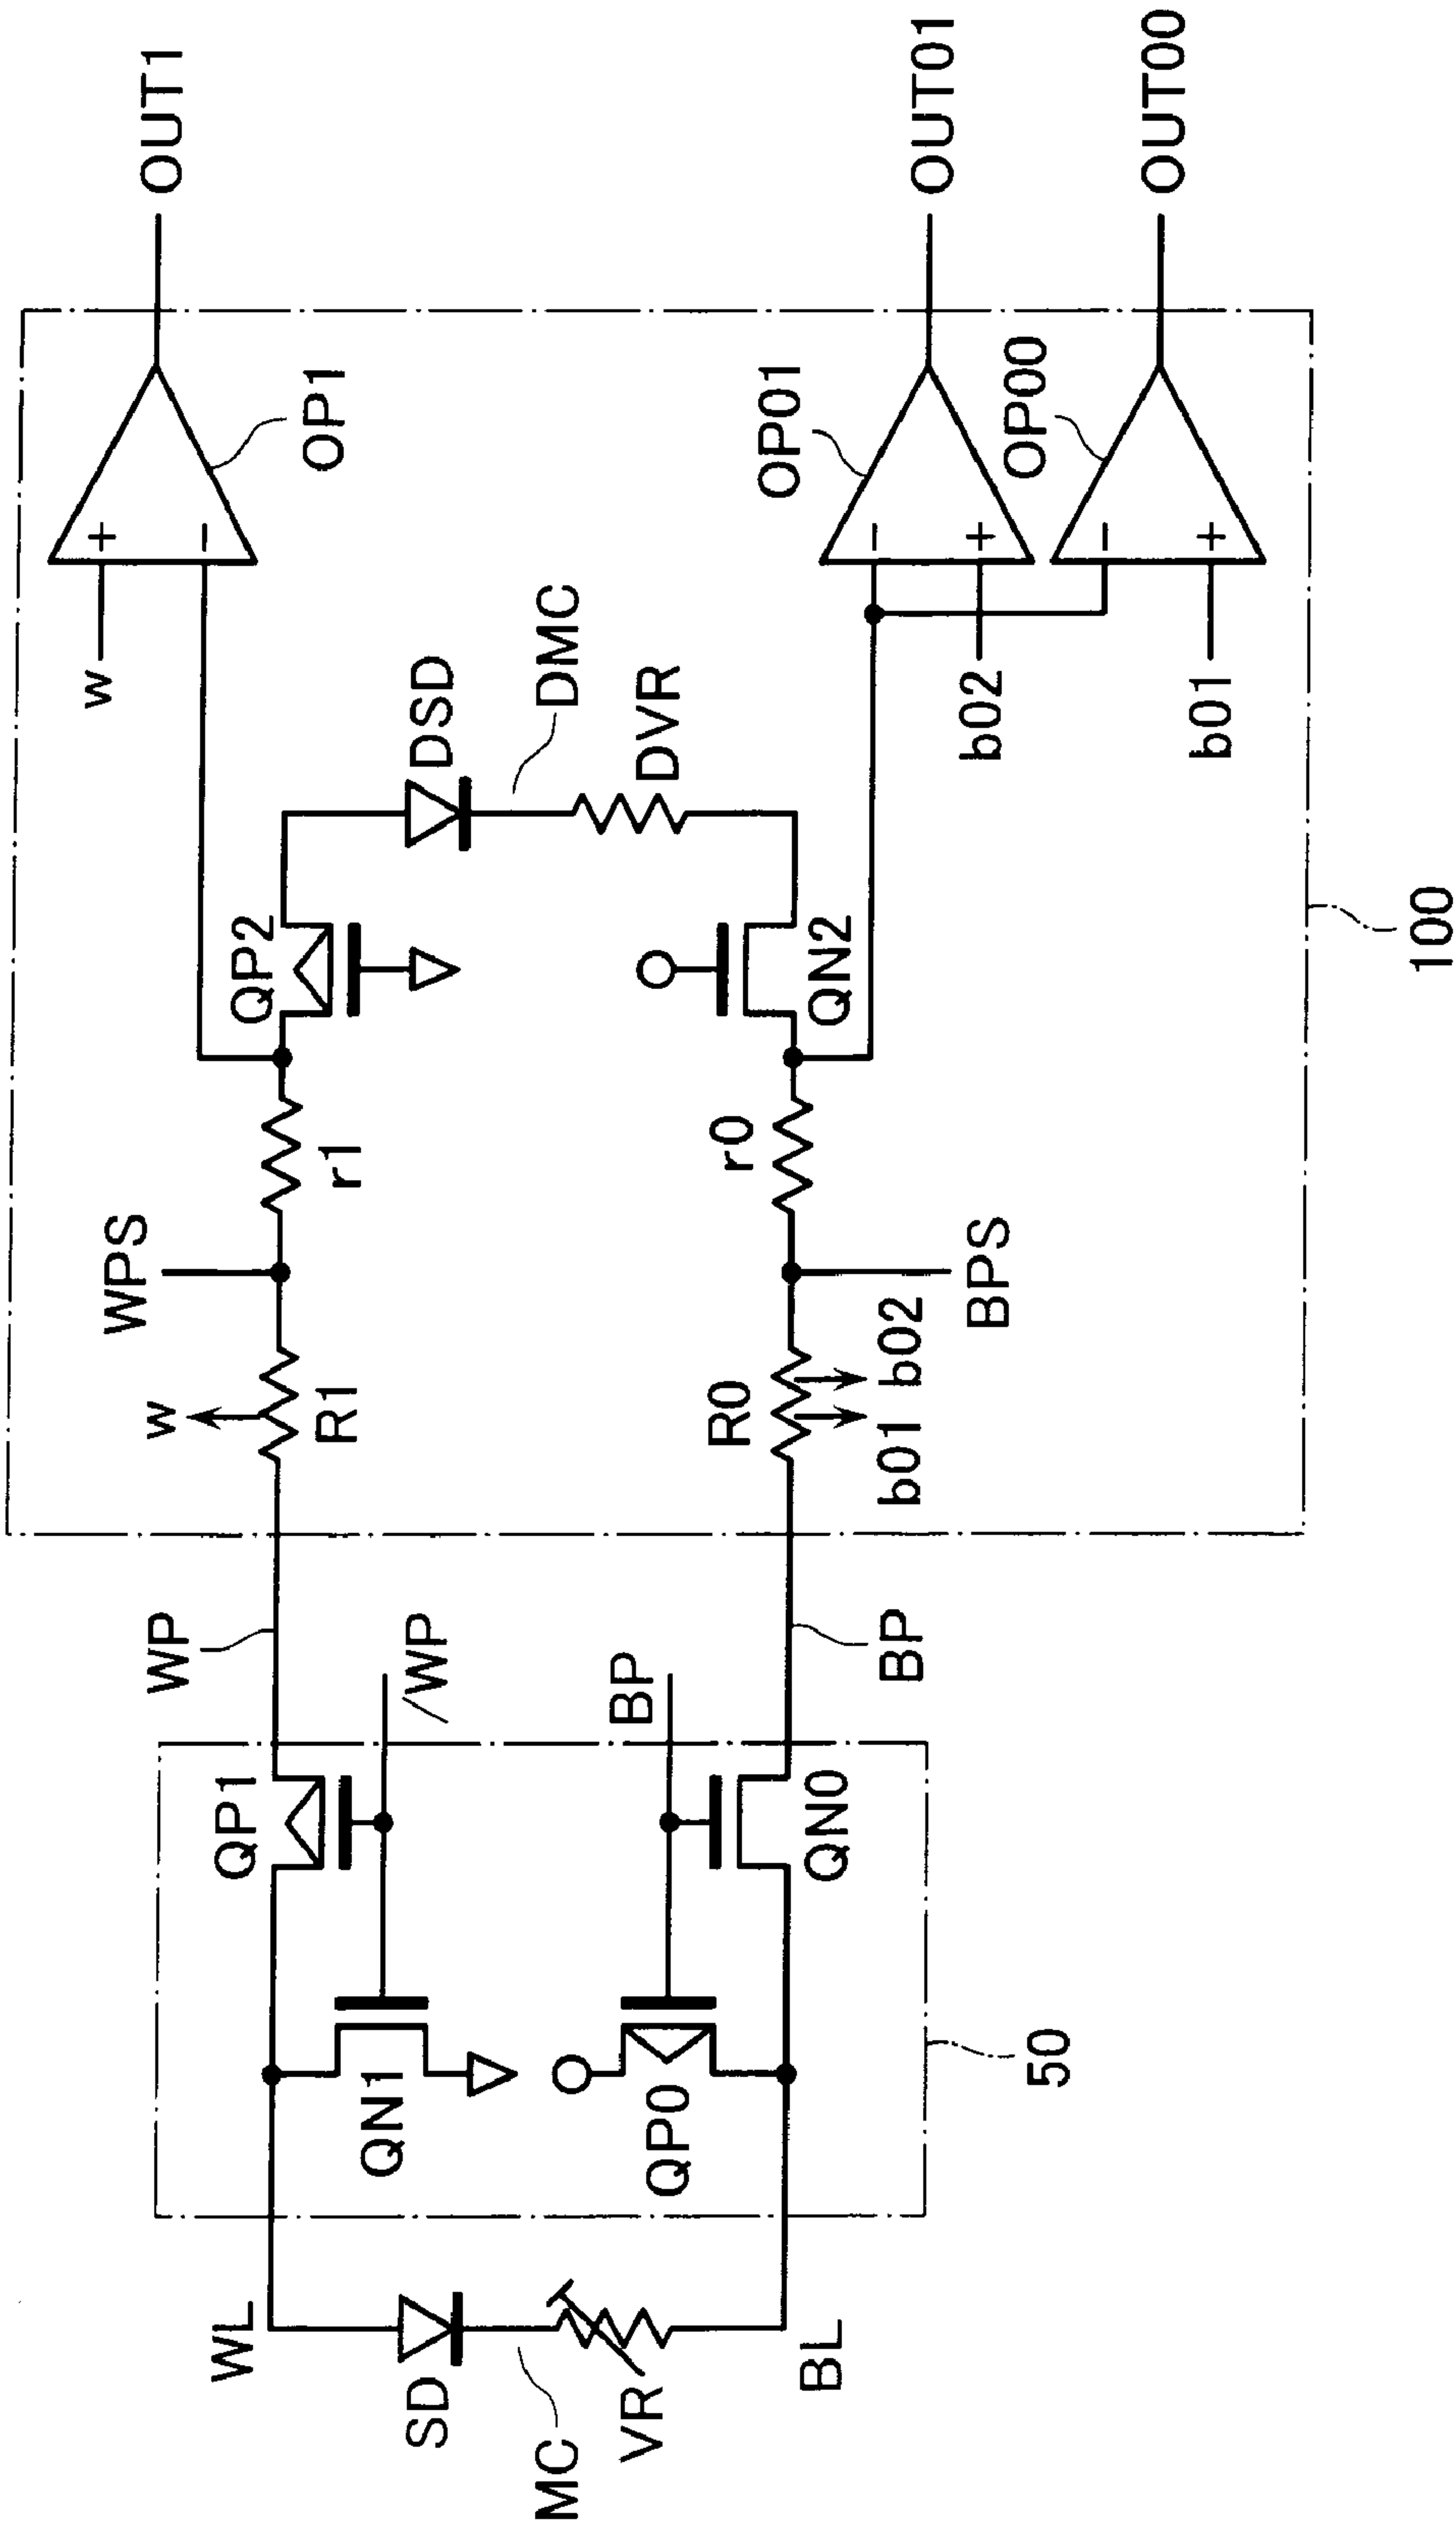 OUT1
OUT01
OUT00
OP1
OP01
OP00
+
-
-
+
-
+
w
b02
b01
DSD
DMC
DVR
QP2
QN2
r1
r0
WPS
BPS
w
R1
R0
b01 b02
100
WP
/WP
BP
BP
QP1
QN0
QN1
QP0
50
WL
SD
MC
VR
BL